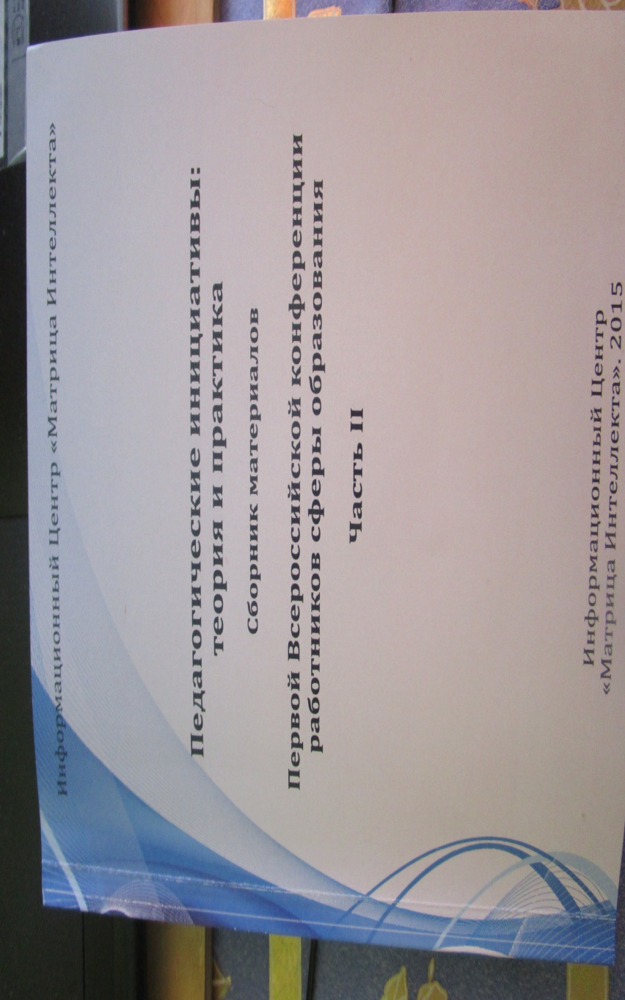 Информационный Центр «Матрица Интеллекта»
Педагогические инициативы:
теория и практика
Сборник материалов
Первой Всероссийской конференции
работников сферы образования
Часть II
Информационный Центр
«Матрица Интеллекта». 2015